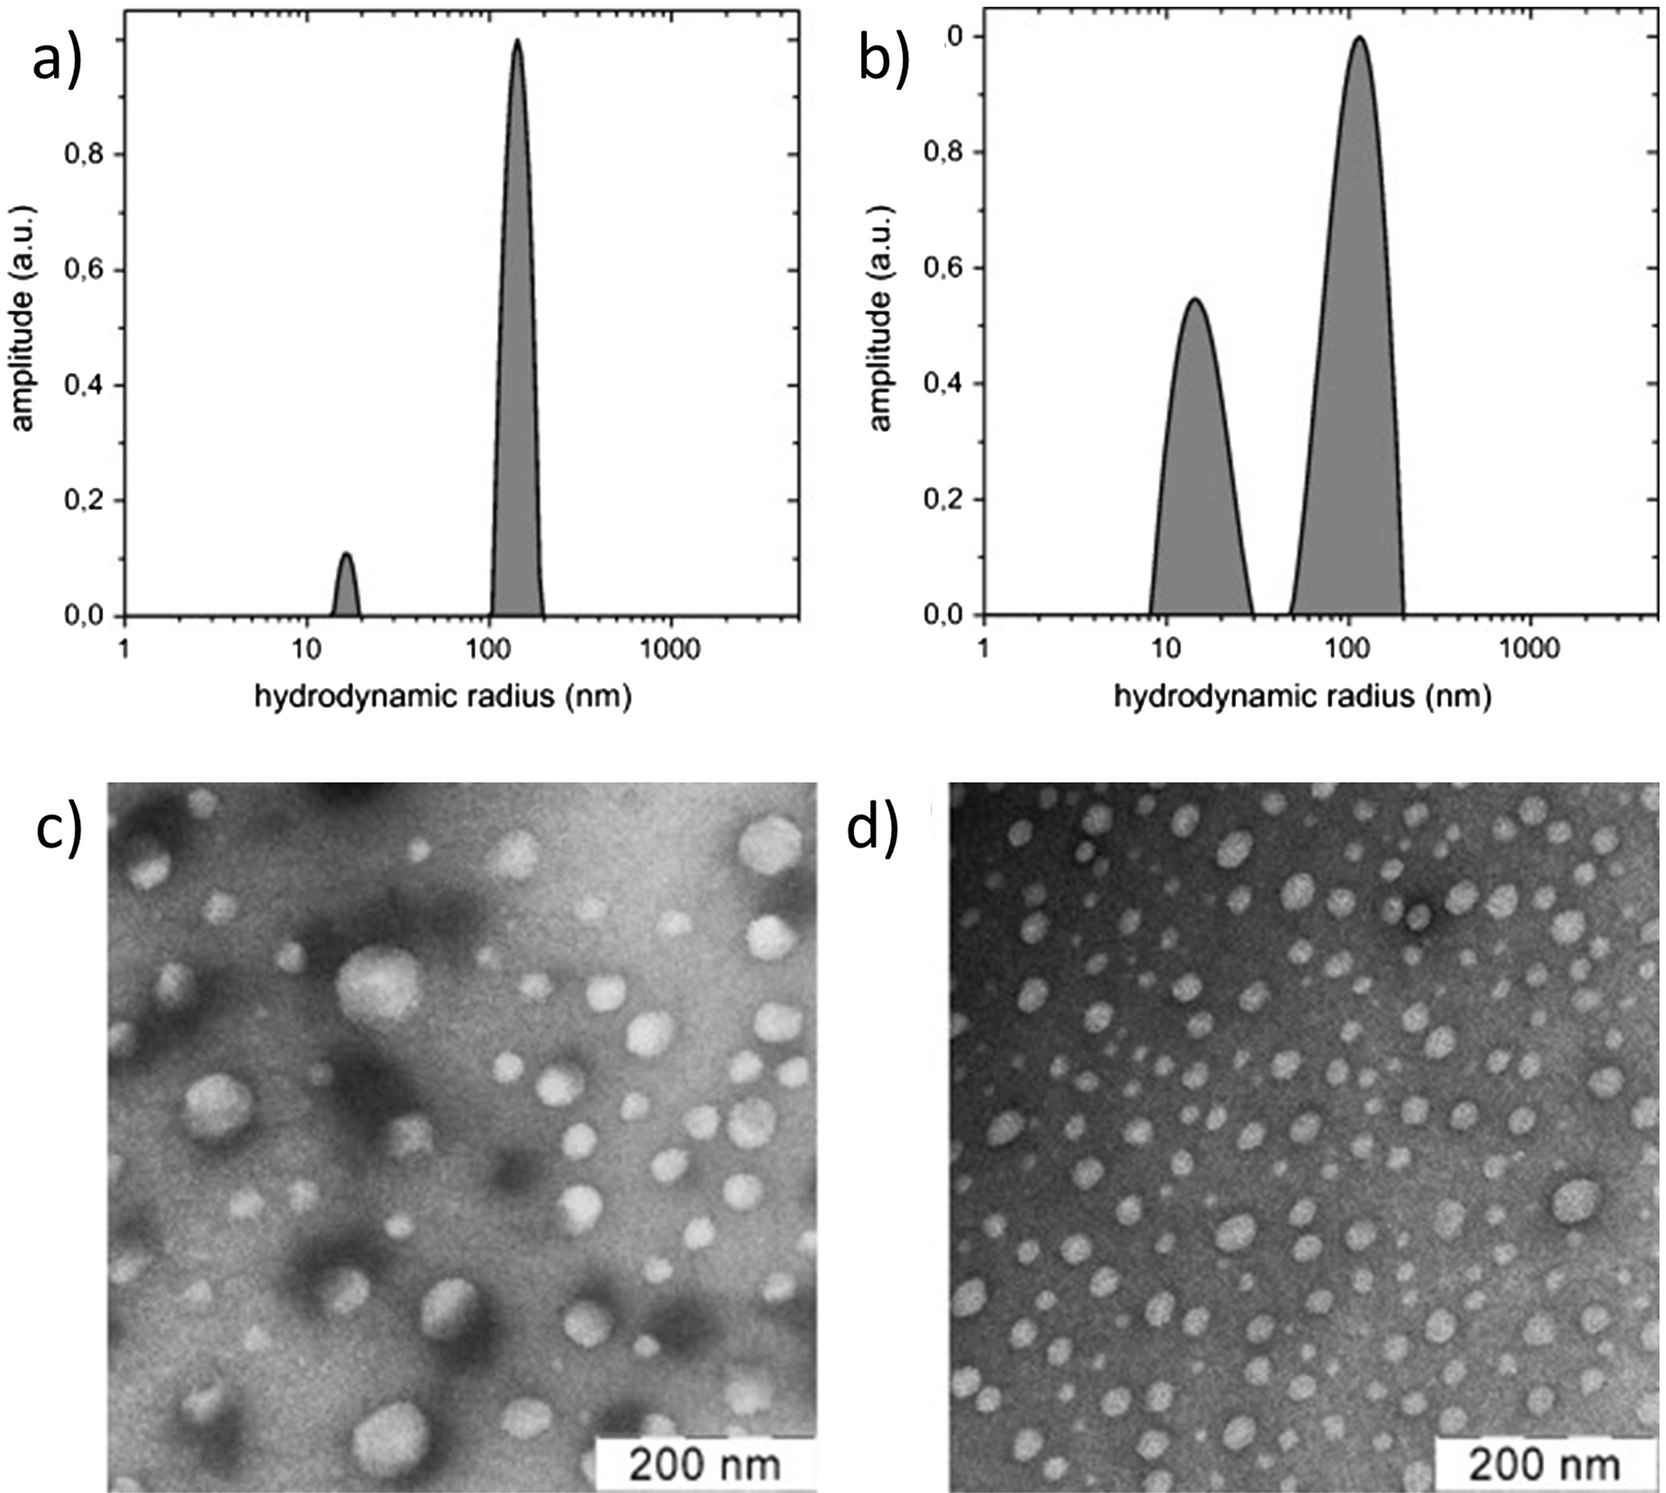 a)
0,8
0,6
0,4
0,2
0,0
amplitude (a.u.)
1 10 100 1000
hydrodynamic radius (nm)
b)
,0
0,8
0,6
0,4
0,2
0,0
amplitude (a.u.)
1 10 100 1000
hydrodynamic radius (nm)
c)
200 nm
d)
200 nm